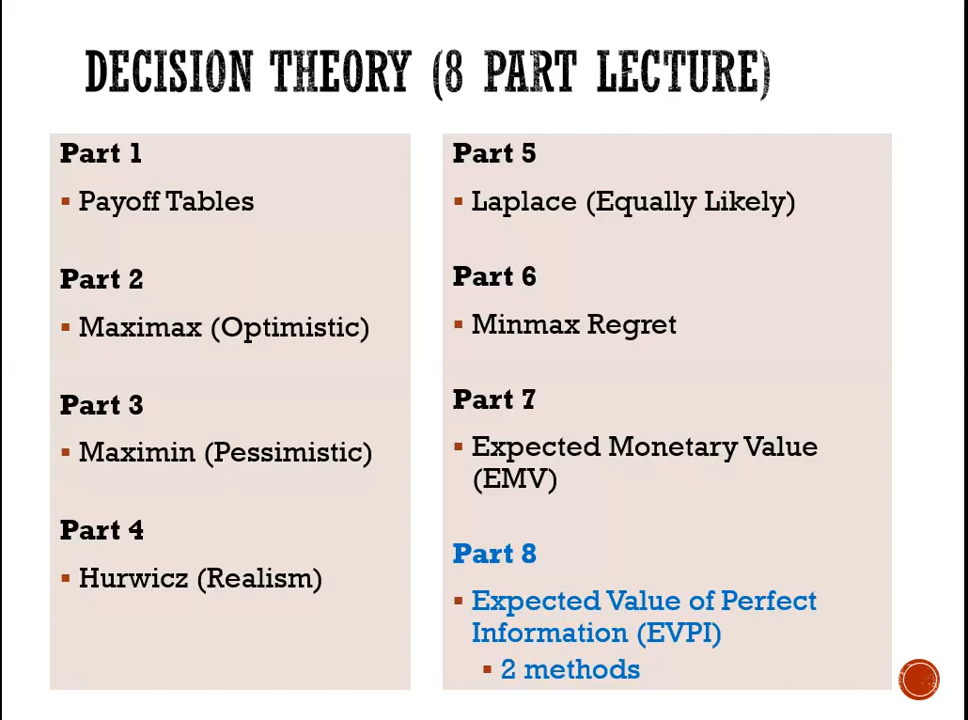 DECISION THEORY (8 PART LECTURE)
Part 1
▪ Payoff Tables
Part 2
▪ Maximax (Optimistic)
Part 3
▪ Maximin (Pessimistic)
Part 4
▪ Hurwicz (Realism)
Part 5
▪ Laplace (Equally Likely)
Part 6
▪ Minmax Regret
Part 7
▪ Expected Monetary Value
(EMV)
Part 8
▪ Expected Value of Perfect
Information (EVPI)
▪ 2 methods